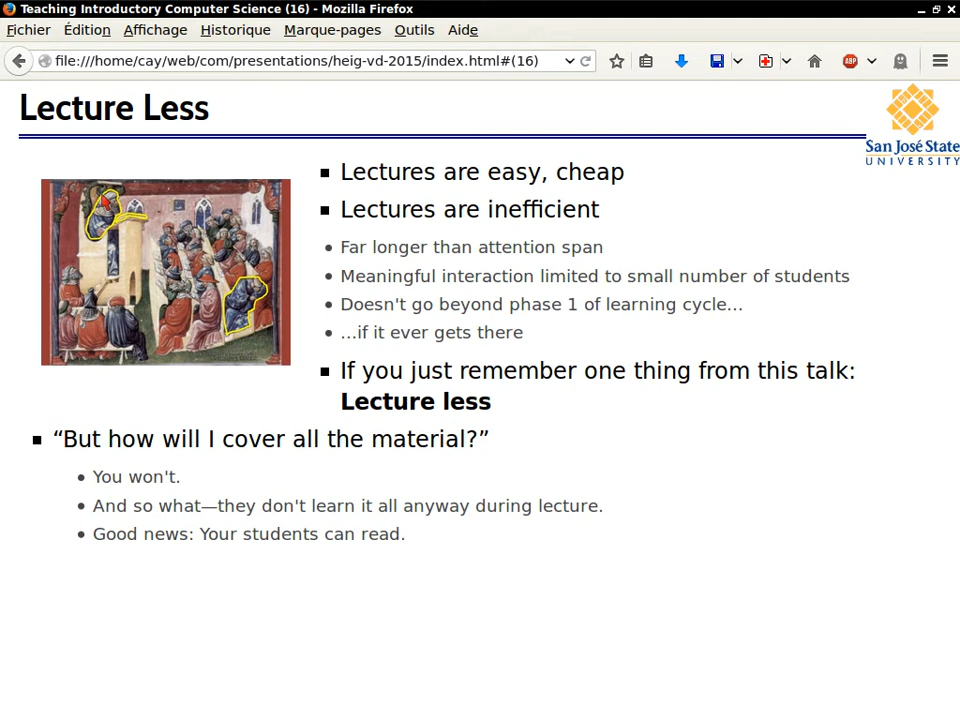 Teaching Introductory Computer Science (16) - Mozilla Firefox
Fichier Édition Affichage Historique Marque-pages Outils Aide
file:///home/cay/web/com/presentations/heig-vd-2015/index.html#(16)
ABP
Lecture Less
San José State
UNIVERSITY
Lectures are easy, cheap
Lectures are inefficient
Far longer than attention span
Meaningful interaction limited to small number of students
Doesn't go beyond phase 1 of learning cycle...
...if it ever gets there
If you just remember one thing from this talk:
Lecture less
“But how will I cover all the material?”
You won't.
And so what—they don't learn it all anyway during lecture.
Good news: Your students can read.